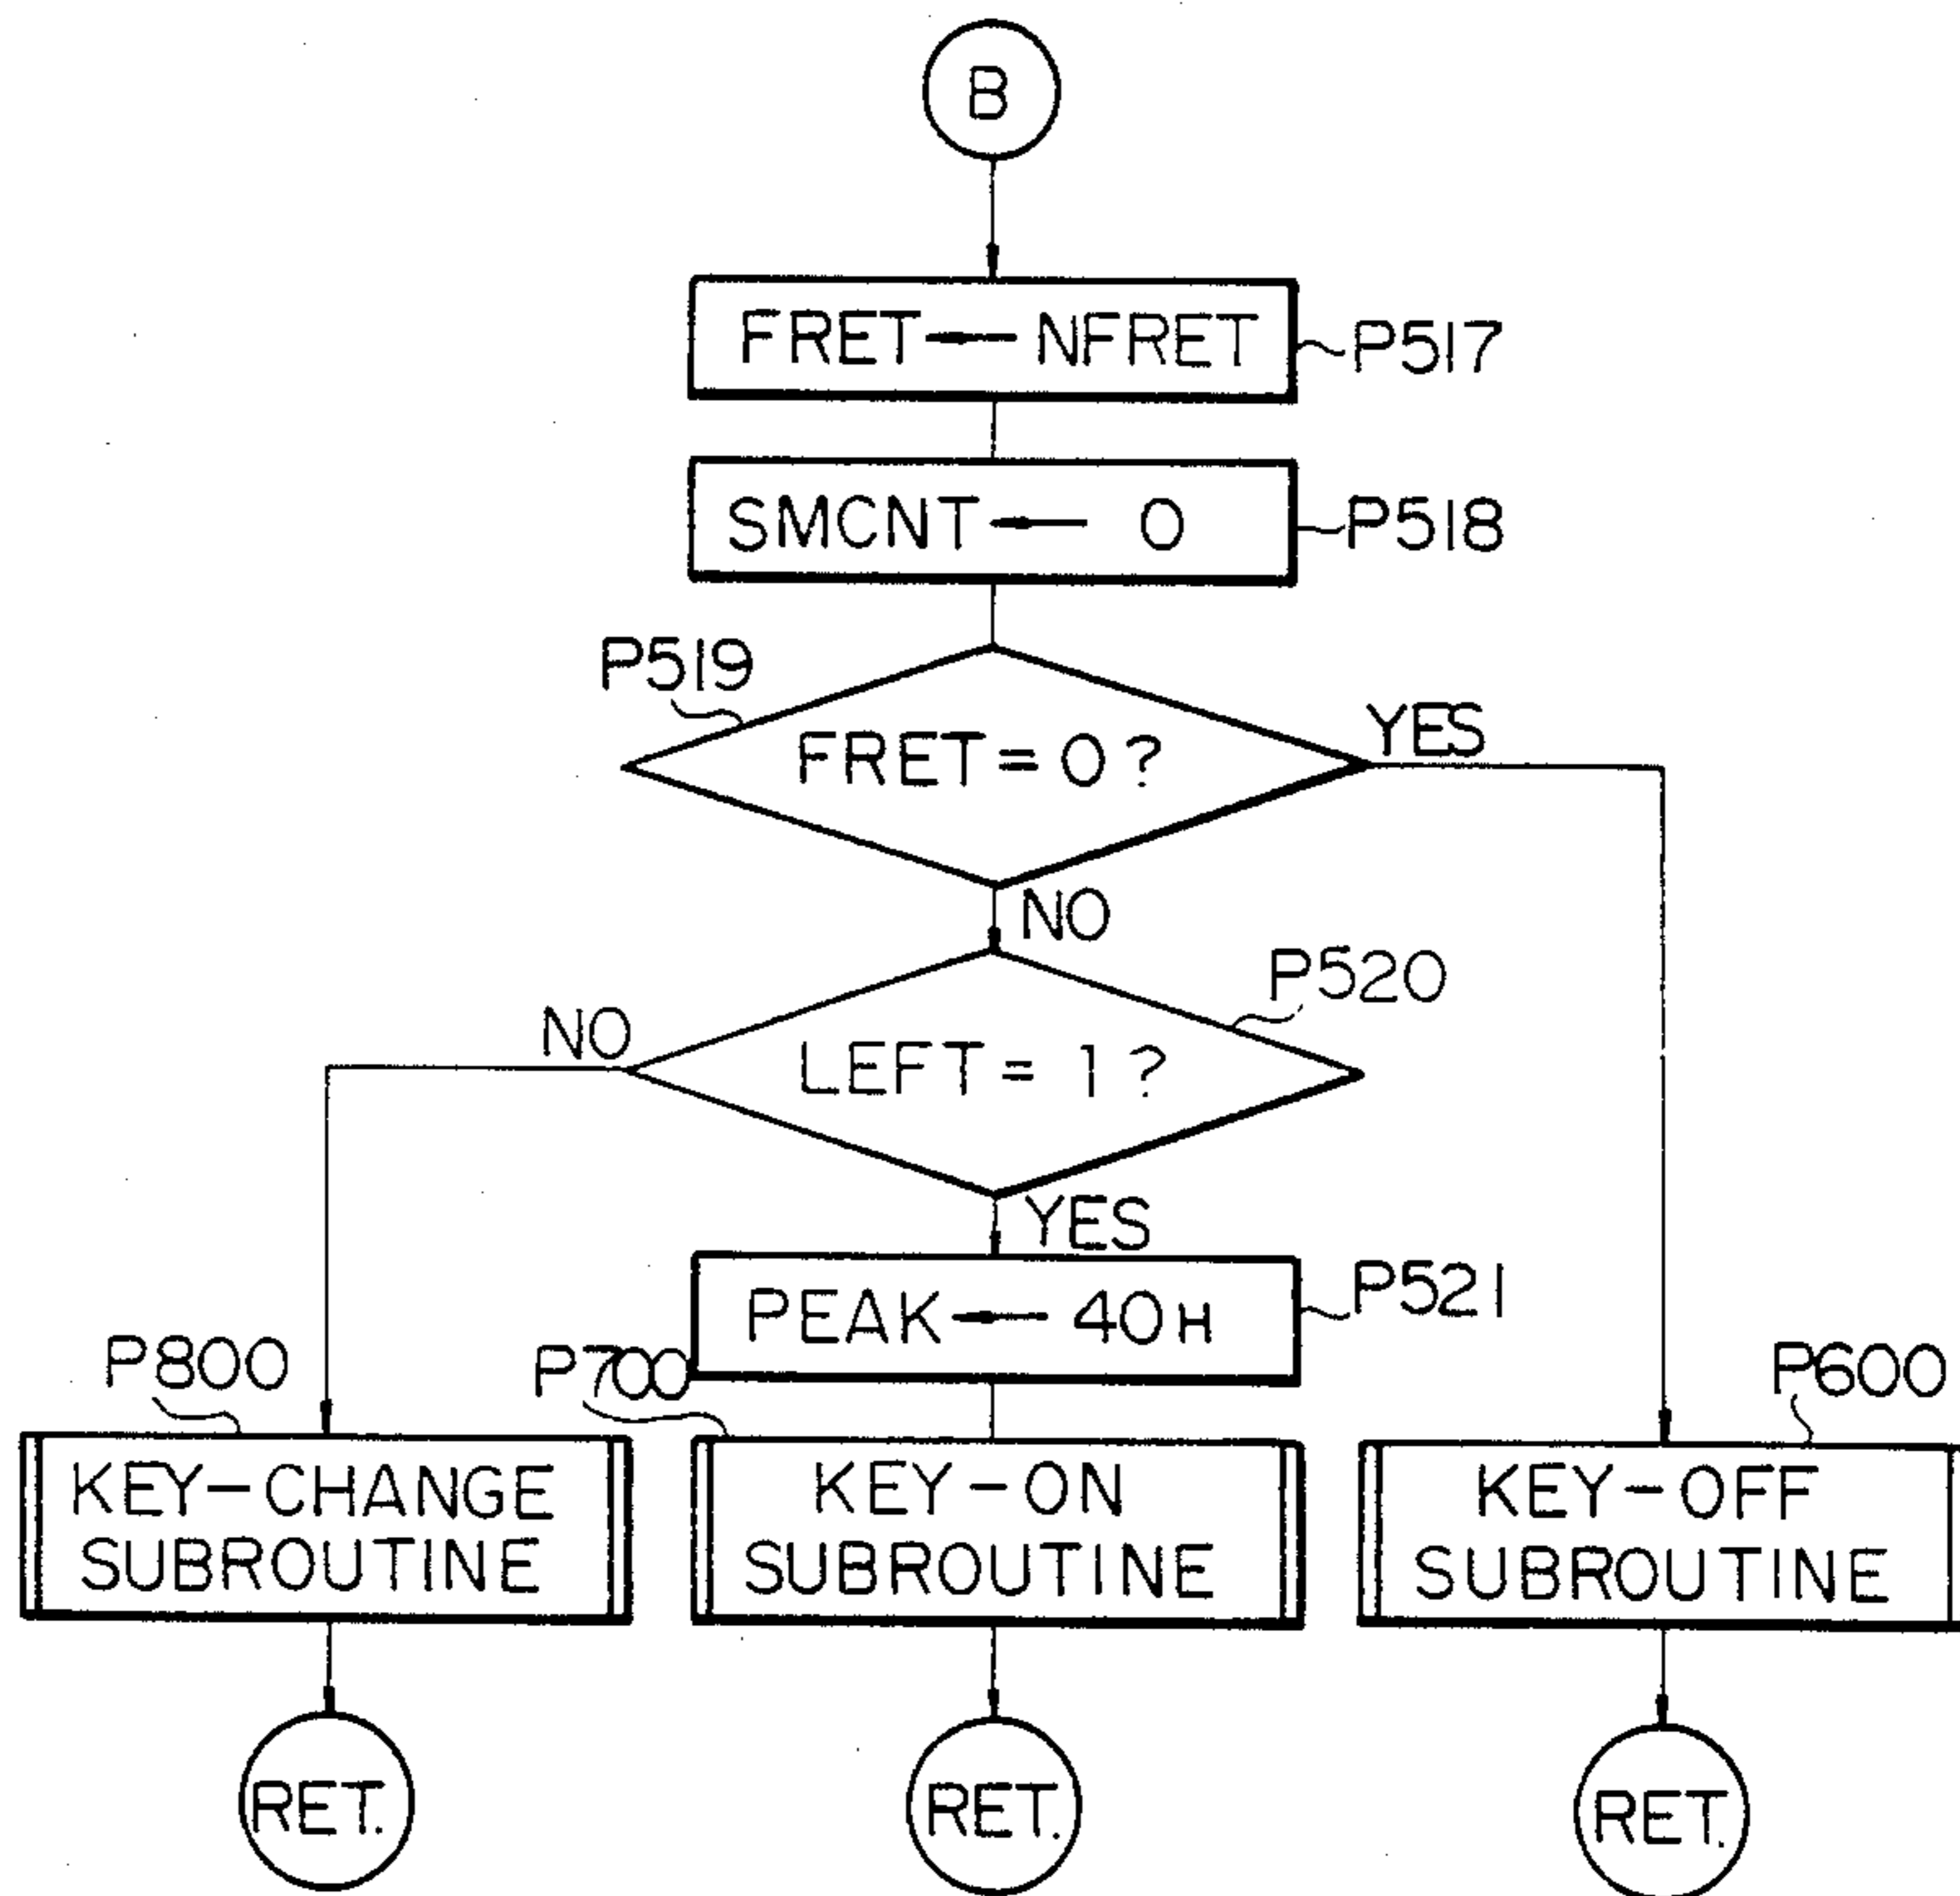 B
FRET ← NFRET
P517
SMCNT ← 0
P518
P519
FRET = 0 ?
YES
NO
P520
NO
LEFT = 1 ?
YES
PEAK ← 40H
P521
P800
P700
P600
KEY-CHANGE
SUBROUTINE
KEY-ON
SUBROUTINE
KEY-OFF
SUBROUTINE
RET.
RET.
RET.